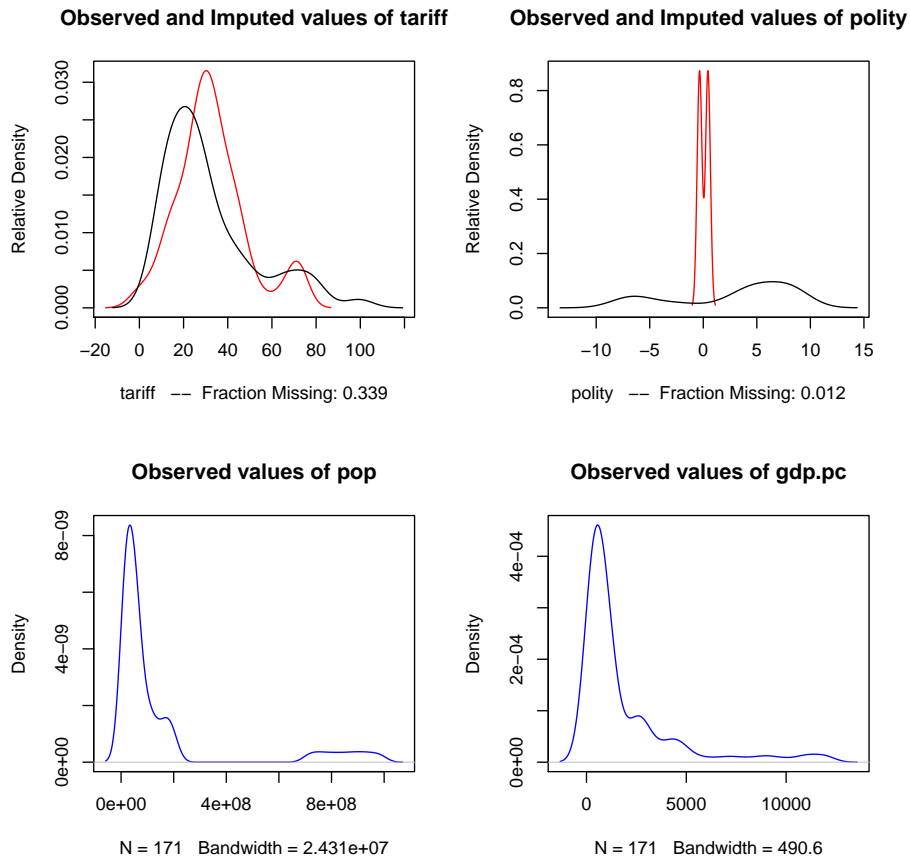 Observed and Imputed values of tariff
Relative Density
0.000
0.010
0.020
0.030
−20
0
20
40
60
80
100
tariff −− Fraction Missing: 0.339
Observed and Imputed values of polity
Relative Density
0.0
0.2
0.4
0.6
0.8
−10
−5
0
5
10
15
polity −− Fraction Missing: 0.012
Observed values of pop
Density
0e+00
4e−09
8e−09
0e+00
4e+08
8e+08
N = 171 Bandwidth = 2.431e+07
Observed values of gdp.pc
Density
0e+00
2e−04
4e−04
0
5000
10000
N = 171 Bandwidth = 490.6